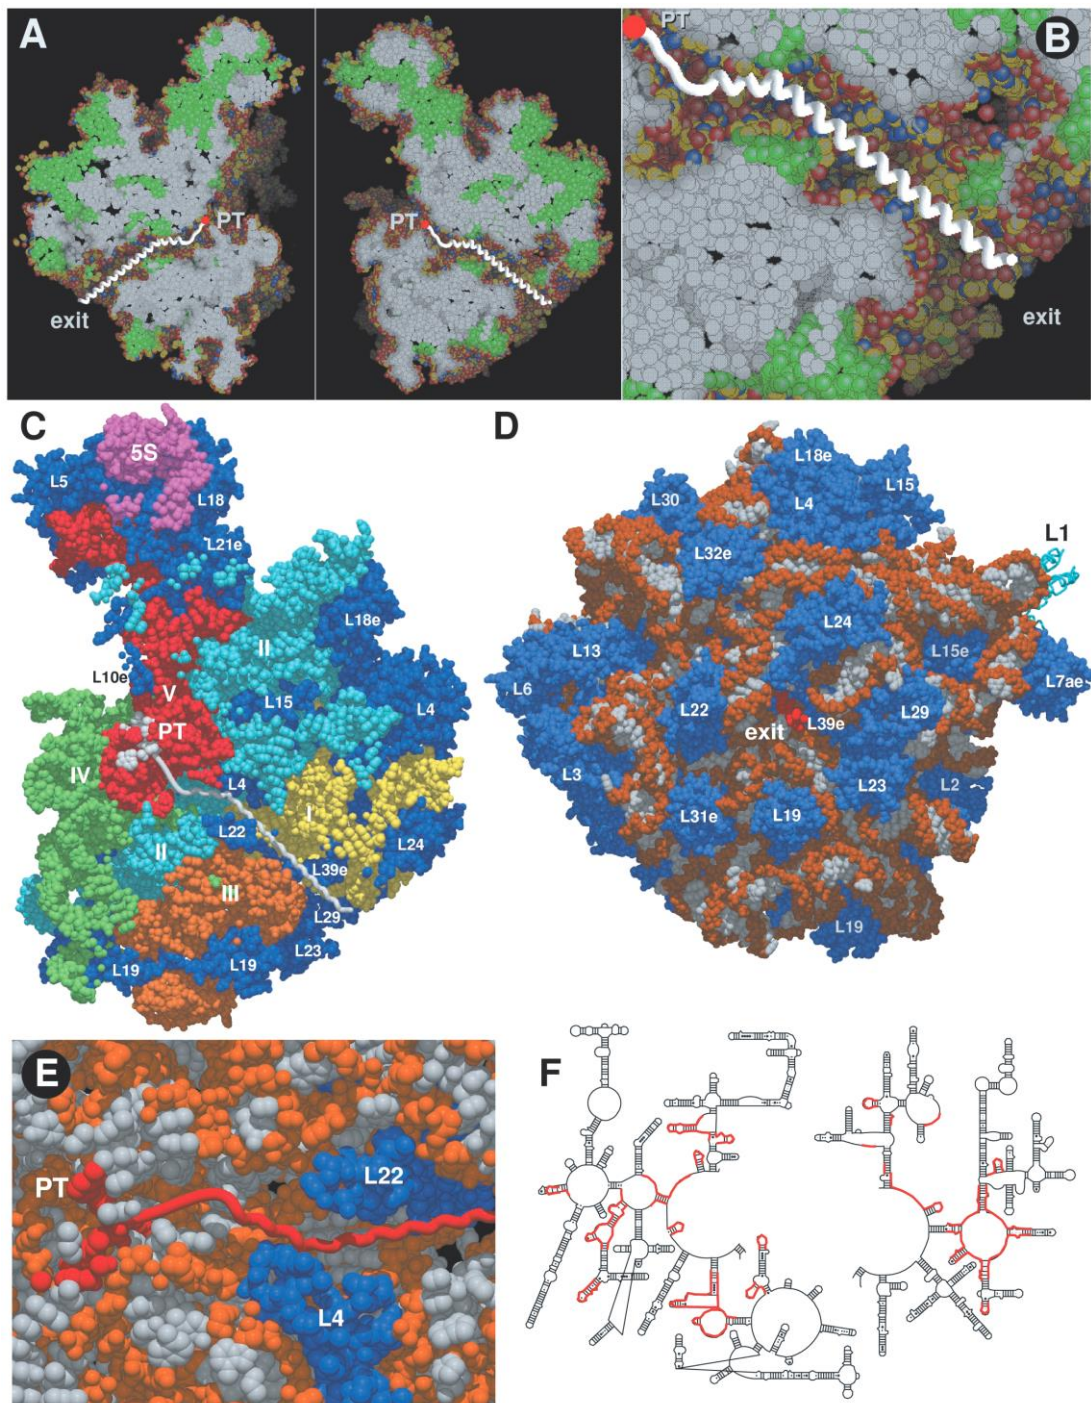 A
PT
exit
PT
B
PT
exit
C
5S
L5
L18
L21e
II
L18e
L10e
V
L15
PT
L4
IV
L4
I
L22
L24
II
L39e
III
L29
L23
L19
L19
D
L18e
L30
L4
L15
L1
L32e
L24
L13
L15e
L7ae
L6
L22
L39e
L29
exit
L3
L23
L2
L31e
L19
L19
E
PT
L22
L4
F